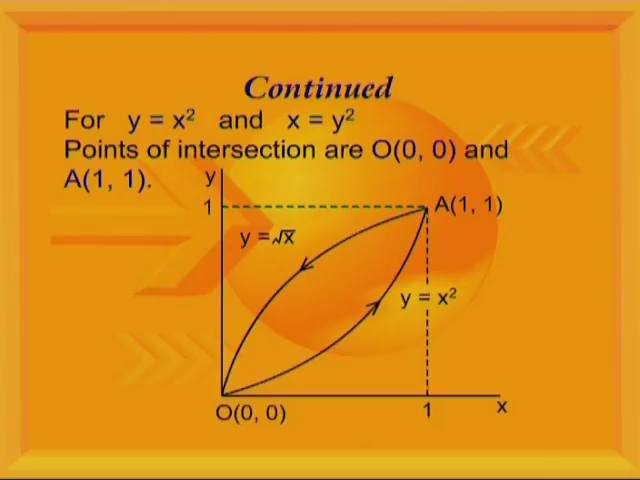 Continued
For y = x² and x = y²
Points of intersection are O(0, 0) and
A(1, 1).
y
1
A(1, 1)
y = √x
y = x²
O(0, 0)
1
x